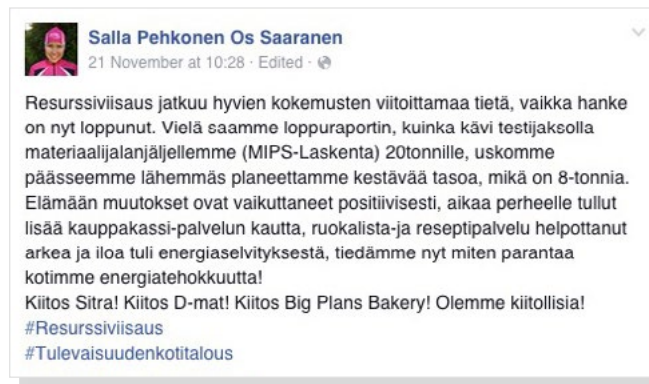 Salla Pehkonen Os Saaranen
21 November at 10:28 · Edited ·
Resurssiviisaus jatkuu hyvien kokemusten viitoittamaa tietä, vaikka hanke
on nyt loppunut. Vielä saamme loppuraportin, kuinka kävi testijaksolla
materiaalijalanjäljellemme (MIPS-Laskenta) 20tonnille, uskomme
päässeemme lähemmäs planeettamme kestävää tasoa, mikä on 8-tonnia.
Elämään muutokset ovat vaikuttaneet positiivisesti, aikaa perheelle tullut
lisää kauppakassi-palvelun kautta, ruokalista-ja reseptipalvelu helpottanut
arkea ja iloa tuli energiaselvityksestä, tiedämme nyt miten parantaa
kotimme energiatehokkuutta!
Kiitos Sitra! Kiitos D-mat! Kiitos Big Plans Bakery! Olemme kiitollisia!
#Resurssiviisaus
#Tulevaisuudenkotitalous